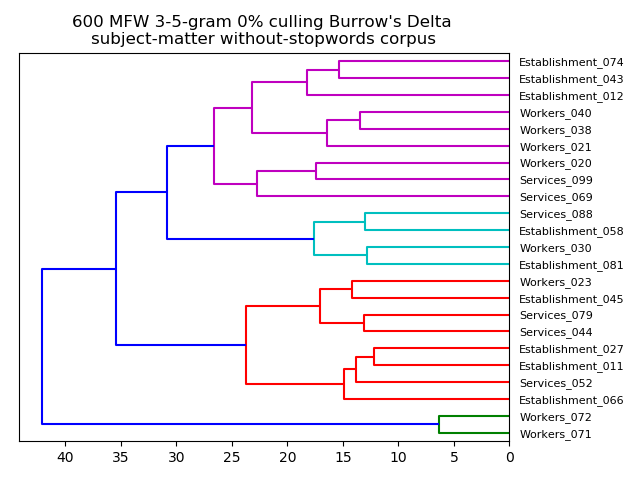 600 MFW 3-5-gram 0% culling Burrow's Delta
subject-matter without-stopwords corpus
Establishment_074
Establishment_043
Establishment_012
Workers_040
Workers_038
Workers_021
Workers_020
Services_099
Services_069
Services_088
Establishment_058
Workers_030
Establishment_081
Workers_023
Establishment_045
Services_079
Services_044
Establishment_027
Establishment_011
Services_052
Establishment_066
Workers_072
Workers_071
40 35 30 25 20 15 10 5 0